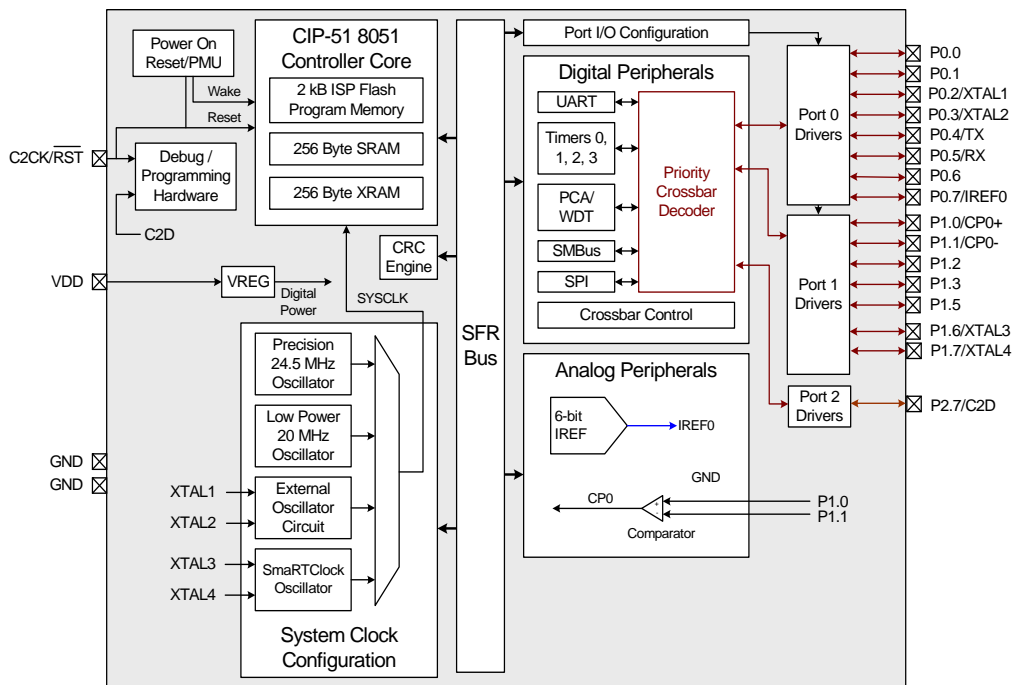 Power On
Reset/PMU
Wake
Reset
C2CK/RST
Debug /
Programming
Hardware
C2D
VDD
VREG
Digital
Power
GND
GND
CIP-51 8051
Controller Core
2 kB ISP Flash
Program Memory
256 Byte SRAM
256 Byte XRAM
CRC
Engine
SYSCLK
Precision
24.5 MHz
Oscillator
Low Power
20 MHz
Oscillator
XTAL1
XTAL2
External
Oscillator
Circuit
XTAL3
XTAL4
SmaRTClock
Oscillator
System Clock
Configuration
SFR
Bus
Port I/O Configuration
Digital Peripherals
UART
Timers 0,
1, 2, 3
PCA/
WDT
SMBus
SPI
Priority
Crossbar
Decoder
Crossbar Control
Analog Peripherals
6-bit
IREF
IREF0
GND
CP0
+
-
Comparator
P1.0
P1.1
Port 0
Drivers
Port 1
Drivers
Port 2
Drivers
P0.0
P0.1
P0.2/XTAL1
P0.3/XTAL2
P0.4/TX
P0.5/RX
P0.6
P0.7/IREF0
P1.0/CP0+
P1.1/CP0-
P1.2
P1.3
P1.5
P1.6/XTAL3
P1.7/XTAL4
P2.7/C2D